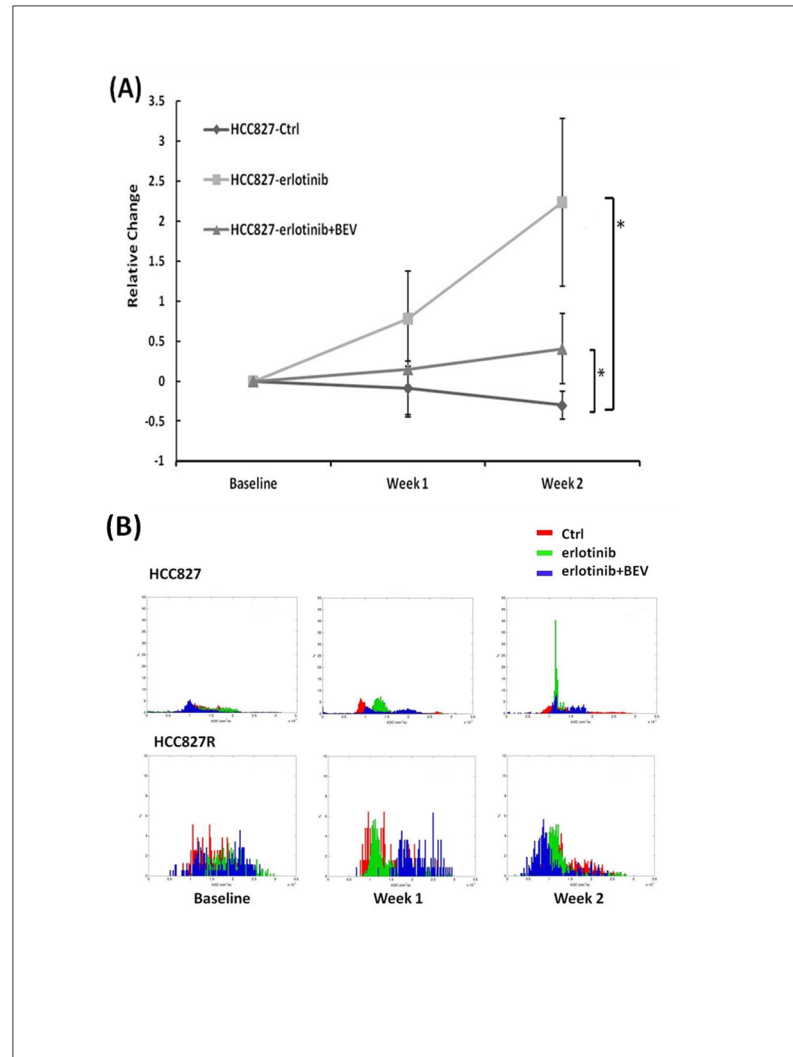 (A)
3.5
3
2.5
2
1.5
1
0.5
0
-0.5
-1
Relative Change
HCC827-Ctrl
HCC827-erlotinib
HCC827-erlotinib+BEV
*
*
Baseline Week 1 Week 2
(B)
Ctrl
erlotinib
erlotinib+BEV
HCC827
HCC827R
Baseline Week 1 Week 2